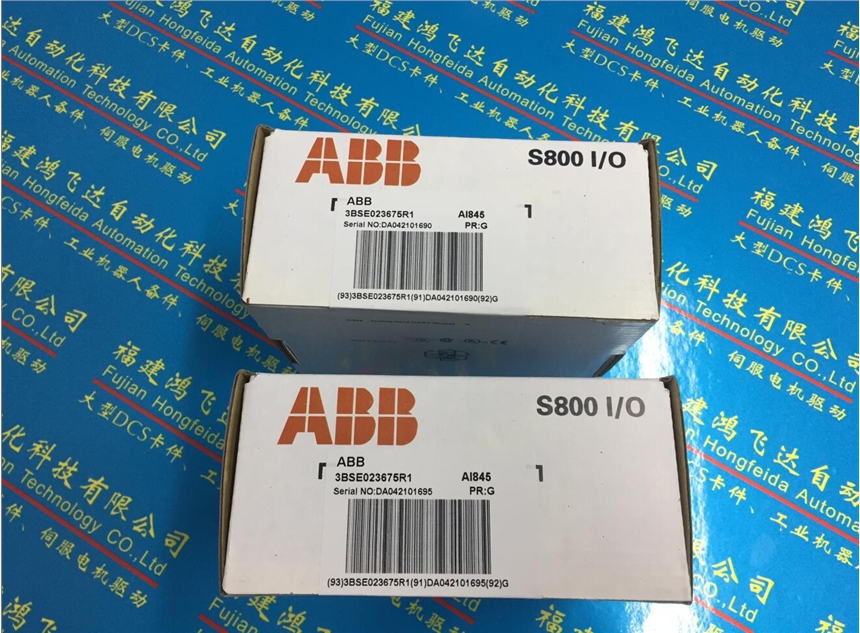 福建鸿飞达自动化科技有限公司
Fujian Hongfeida Automation Technology CO.,Ltd
大型DCS卡件、工业机器人备件、伺服电机驱动
ABB
S800 I/O
ABB
3BSE023675R1 AI845
Serial NO:DA042101690 PR:G
(93)3BSE023675R1(91)DA042101690(92)G
ABB
S800 I/O
ABB
3BSE023675R1 AI845
Serial NO:DA042101695 PR:G
(93)3BSE023675R1(91)DA042101695(92)G